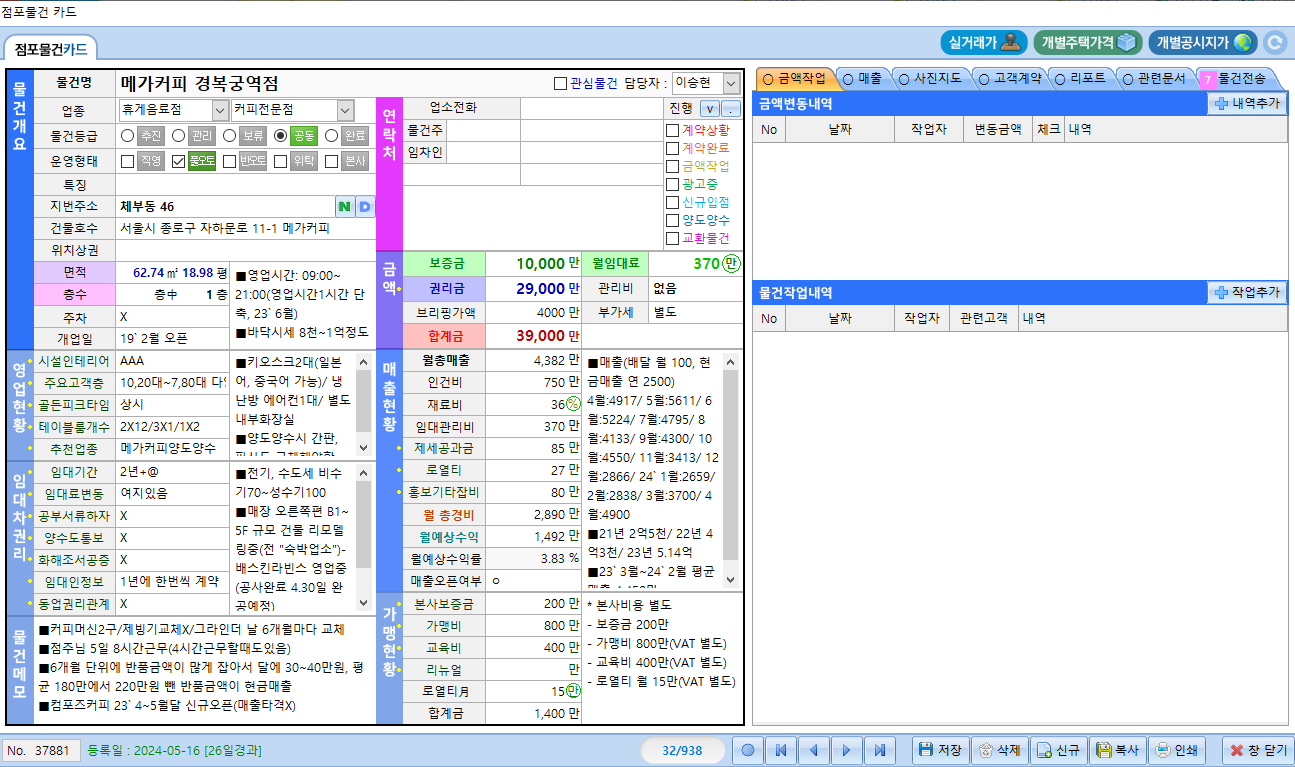 점포물건 카드
점포물건카드
실거래가 개별주택가격 개별공시지가
물건개요
물건명 메가커피 경복궁역점 관심물건 담당자 : 이승현
업종 휴게음료점 커피전문점
물건등급 추진 관리 보류 공동 완료
운영형태 직영 풀오토 반오토 위탁 본사
특징
지번주소 체부동 46 N D
건물호수 서울시 종로구 자하문로 11-1 메가커피
위치상권
면적 62.74 ㎡ 18.98 평
층수 층中 1 층
주차 X
개업일 19` 2월 오픈
■영업시간: 09:00~
21:00(영업시간1시간 단
축, 23` 6월)
■바닥시세 8천~1억정도
영업현황
시설인테리어 AAA
주요고객층 10,20대~7,80대
골든피크타임 상시
테이블룸개수 2X12/3X1/1X2
추천업종 메가커피양도양수
■키오스크2대(일본
어, 중국어 가능)/ 냉
난방 에어컨1대/ 별도
내부화장실
■양도양수시 간판,
임대차권리
임대기간 2년+@
임대료변동 여지있음
공부서류하자 X
양수도통보 X
화해조서공증 X
임대인정보 1년에 한번씩 계약
동업권리관계 X
■전기, 수도세 비수
기70~성수기100
■매장 오른쪽편 B1~
5F 규모 건물 리모델
링중(전 "숙박업소")-
배스킨라빈스 영업중
(공사완료 4.30일 완
공예정)
물건메모
■커피머신2구/제빙기교체X/그라인더 날 6개월마다 교체
■점주님 5일 8시간근무(4시간근무할때도있음)
■6개월 단위에 반품금액이 많게 잡아서 달에 30~40만원, 평
균 180만에서 220만원 뺀 반품금액이 현금매출
■컴포즈커피 23` 4~5월달 신규오픈(매출타격X)
연락처
업소전화
물건주
임차인
진행 v .
계약상황
계약완료
금액작업
광고중
신규입점
양도양수
교환물건
금액
보증금 10,000 만 월임대료 370 만
권리금 29,000 만 관리비 없음
브리핑가액 4000 만 부가세 별도
합계금 39,000 만
매출현황
월총매출 4,382 만
인건비 750 만
재료비 36 %
임대관리비 370 만
제세공과금 85 만
로열티 27 만
홍보기타잡비 80 만
월 총경비 2,890 만
월예상수익 1,492 만
월예상수익률 3.83 %
매출오픈여부 ○
■매출(배달 월 100, 현
금매출 연 2500)
4월:4917/ 5월:5611/ 6
월:5224/ 7월:4795/ 8
월:4133/ 9월:4300/ 10
월:4550/ 11월:3413/ 12
월:2866/ 24` 1월:2659/
2월:2838/ 3월:3700/ 4
월:4900
■21년 2억5천/ 22년 4
억3천/ 23년 5.14억
■23` 3월~24` 2월 평균
가맹현황
본사보증금 200 만
가맹비 800 만
교육비 400 만
리뉴얼 만
로열티月 15 만
합계금 1,400 만
* 본사비용 별도
- 보증금 200만
- 가맹비 800만(VAT 별도)
- 교육비 400만(VAT 별도)
- 로열티 월 15만(VAT 별도)
금액작업 매출 사진지도 고객계약 리포트 관련문서 7 물건전송
금액변동내역 내역추가
No 날짜 작업자 변동금액 체크 내역
물건작업내역 작업추가
No 날짜 작업자 관련고객 내역
No. 37881 등록일 : 2024-05-16 [26일경과] 32/938 저장 삭제 신규 복사 인쇄 창 닫기